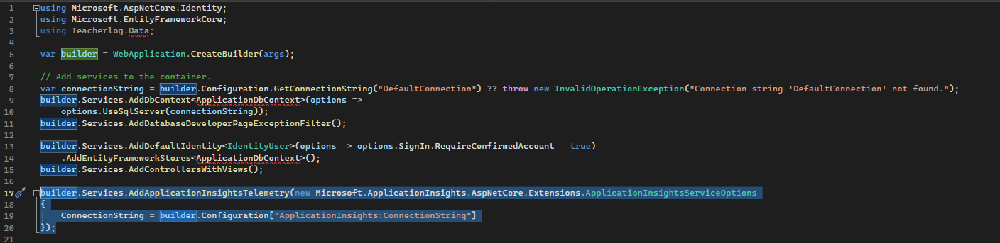 1 using Microsoft.AspNetCore.Identity;
2 using Microsoft.EntityFrameworkCore;
3 using Teacherlog.Data;
4
5 var builder = WebApplication.CreateBuilder(args);
6
7 // Add services to the container.
8 var connectionString = builder.Configuration.GetConnectionString("DefaultConnection") ?? throw new InvalidOperationException("Connection string 'DefaultConnection' not found.");
9 builder.Services.AddDbContext<ApplicationDbContext>(options =>
10     options.UseSqlServer(connectionString));
11 builder.Services.AddDatabaseDeveloperPageExceptionFilter();
12
13 builder.Services.AddDefaultIdentity<IdentityUser>(options => options.SignIn.RequireConfirmedAccount = true)
14     .AddEntityFrameworkStores<ApplicationDbContext>();
15 builder.Services.AddControllersWithViews();
16
17 builder.Services.AddApplicationInsightsTelemetry(new Microsoft.ApplicationInsights.AspNetCore.Extensions.ApplicationInsightsServiceOptions
18 {
19     ConnectionString = builder.Configuration["ApplicationInsights:ConnectionString"]
20 });
21